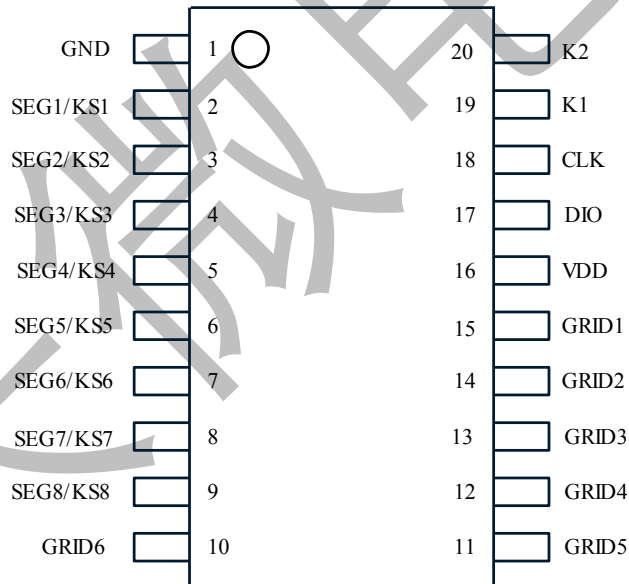 GND 1 20 K2
SEG1/KS1 2 19 K1
SEG2/KS2 3 18 CLK
SEG3/KS3 4 17 DIO
SEG4/KS4 5 16 VDD
SEG5/KS5 6 15 GRID1
SEG6/KS6 7 14 GRID2
SEG7/KS7 8 13 GRID3
SEG8/KS8 9 12 GRID4
GRID6 10 11 GRID5
微